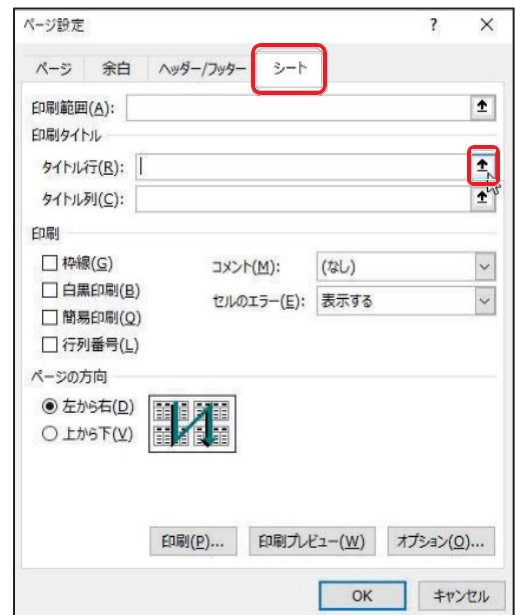 ページ設定 ? ×
ページ 余白 ヘッダー/フッター シート
印刷範囲(A):
印刷タイトル
タイトル行(R):
タイトル列(C):
印刷
枠線(G) コメント(M): (なし)
白黒印刷(B) セルのエラー(E): 表示する
簡易印刷(Q)
行列番号(L)
ページの方向
左から右(D)
上から下(V)
印刷(P)... 印刷プレビュー(W) オプション(O)...
OK キャンセル